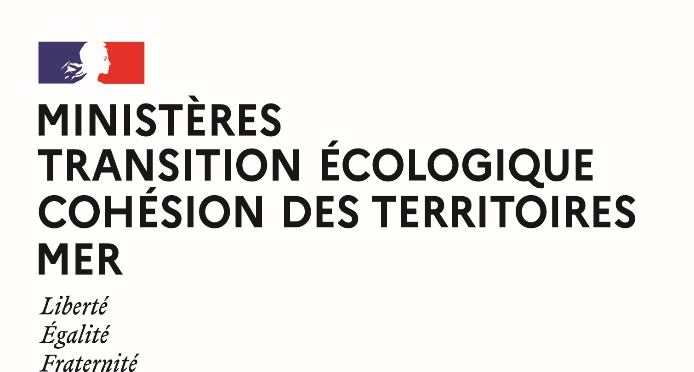 MINISTÈRES
TRANSITION ÉCOLOGIQUE
COHÉSION DES TERRITOIRES
MER
Liberté
Égalité
Fraternité